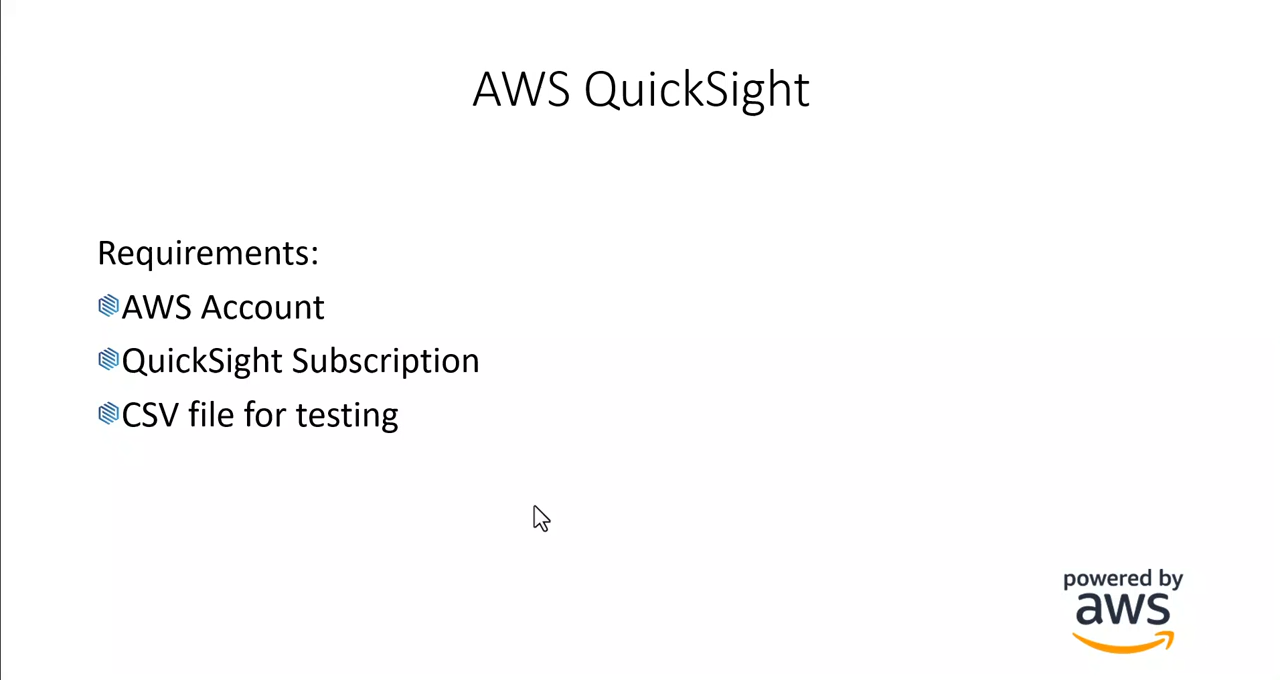 AWS QuickSight
Requirements:
AWS Account
QuickSight Subscription
CSV file for testing
powered by
aws